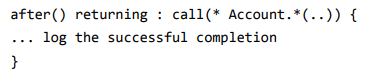 after() returning : call(* Account.*(..)) {
... log the successful completion
}